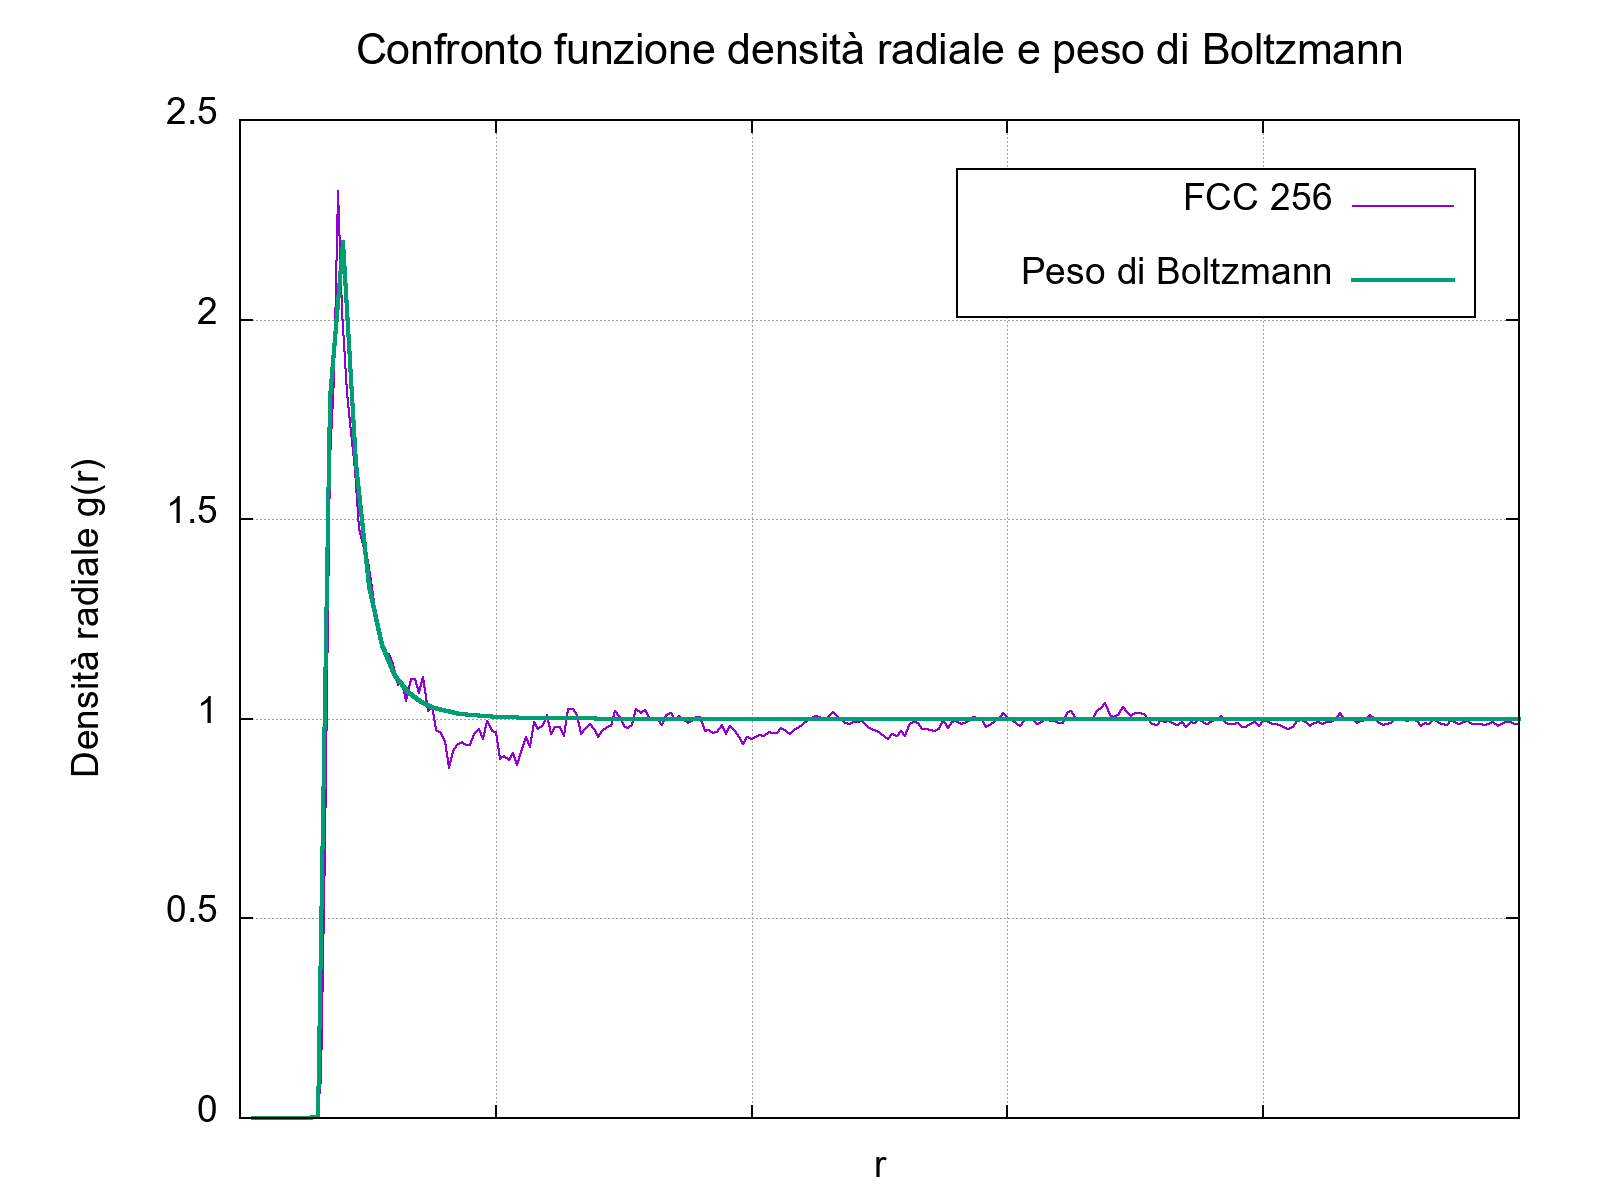 Confronto funzione densità radiale e peso di Boltzmann
2.5
2
1.5
1
0.5
0
Densità radiale g(r)
FCC 256
Peso di Boltzmann
r